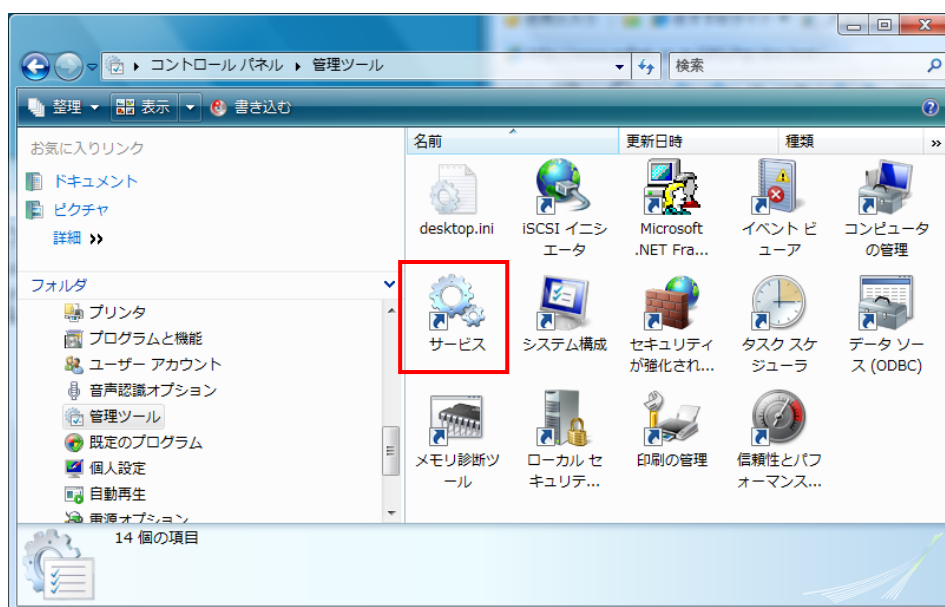 コントロール パネル ▸ 管理ツール
検索
整理
表示
書き込む
お気に入りリンク
ドキュメント
ピクチャ
詳細 »
フォルダ
プリンタ
プログラムと機能
ユーザー アカウント
音声認識オプション
管理ツール
既定のプログラム
個人設定
自動再生
電源オプション
名前 更新日時 種類 »
desktop.ini
iSCSI イニシ
エータ
Microsoft
.NET Fra...
イベント ビ
ューア
コンピュータ
の管理
サービス
システム構成
セキュリティ
が強化され...
タスク スケ
ジューラ
データ ソー
ス (ODBC)
メモリ診断ツ
ール
ローカル セ
キュリテ...
印刷の管理
信頼性とパフ
ォーマンス...
14 個の項目